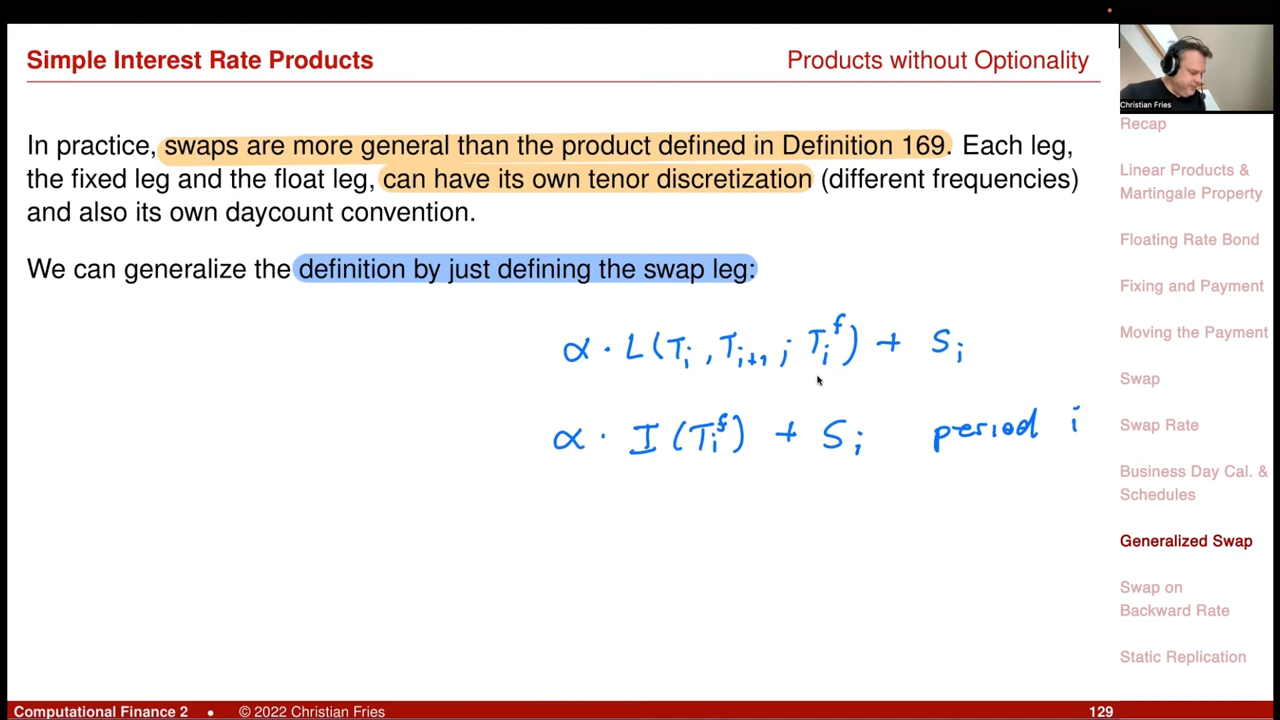 Simple Interest Rate Products
Products without Optionality
In practice, swaps are more general than the product defined in Definition 169. Each leg,
the fixed leg and the float leg, can have its own tenor discretization (different frequencies)
and also its own daycount convention.
We can generalize the definition by just defining the swap leg:
α · L(Tᵢ, Tᵢ₊₁; Tᵢᶠ) + Sᵢ
α · I(Tᵢᶠ) + Sᵢ period i
Christian Fries
Recap
Linear Products &
Martingale Property
Floating Rate Bond
Fixing and Payment
Moving the Payment
Swap
Swap Rate
Business Day Cal. &
Schedules
Generalized Swap
Swap on
Backward Rate
Static Replication
Computational Finance 2 • © 2022 Christian Fries
129